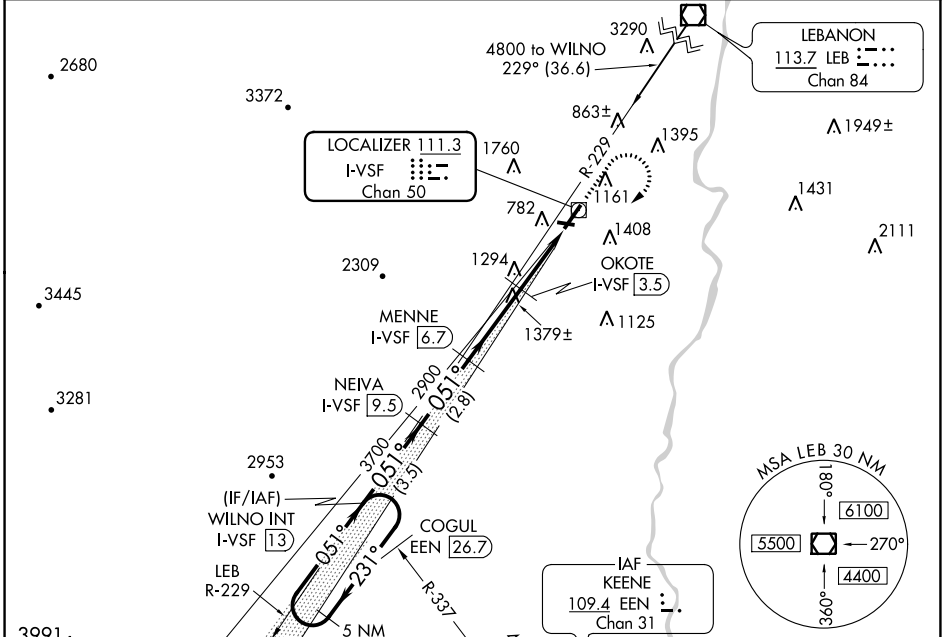 3290
4800 to WILNO
229° (36.6)
LEBANON
113.7 LEB
Chan 84
2680
3372
863±
1395
1949±
LOCALIZER 111.3
I-VSF
Chan 50
1760
R-229
1161
1431
782
1408
2111
2309
1294
OKOTE
I-VSF 3.5
3445
MENNE
I-VSF 6.7
1379±
1125
2900
051°
(2.8)
NEIVA
I-VSF 9.5
3281
3700
051°
(3.5)
2953
(IF/IAF)
WILNO INT
I-VSF 13
051°
231°
COGUL
EEN 26.7
MSA LEB 30 NM
180°
6100
5500
270°
4400
360°
LEB
R-229
R-337
IAF
KEENE
109.4 EEN
Chan 31
5 NM
3991